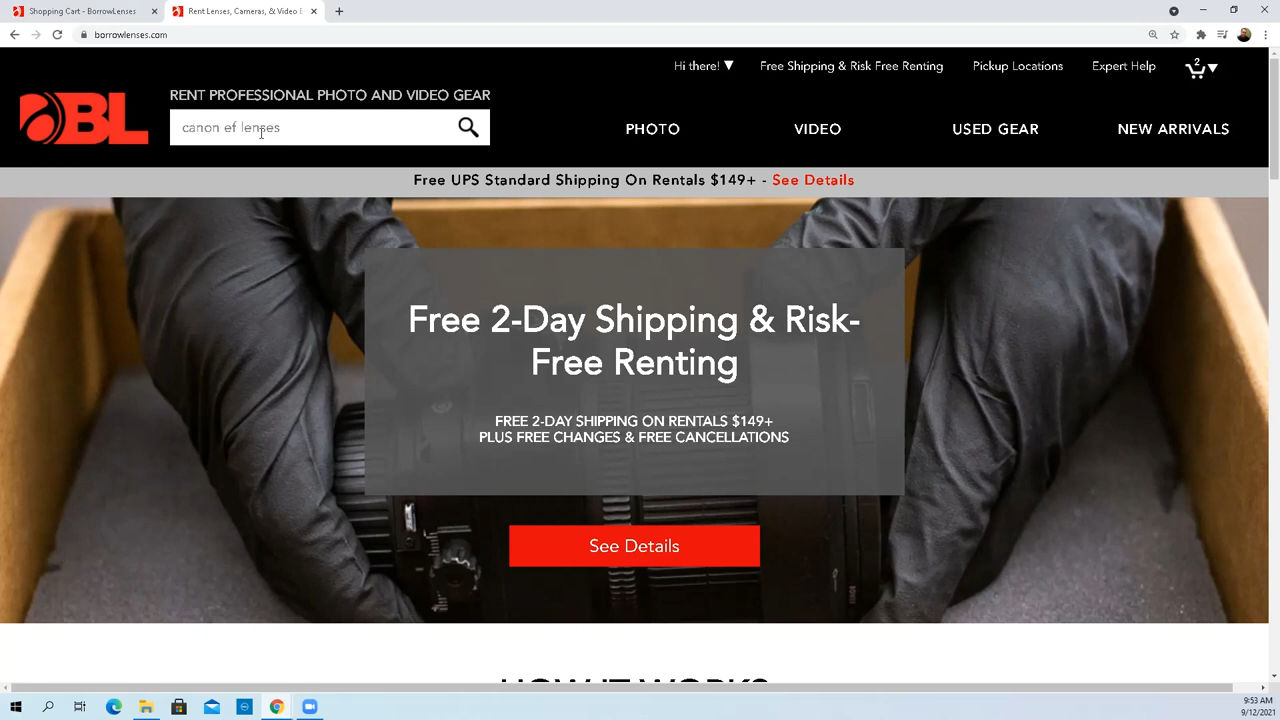 Shopping Cart - BorrowLenses
Rent Lenses, Cameras, & Video E
borrowlenses.com
Hi there! ▼
Free Shipping & Risk Free Renting
Pickup Locations
Expert Help
2
BL
RENT PROFESSIONAL PHOTO AND VIDEO GEAR
canon ef lenses
PHOTO
VIDEO
USED GEAR
NEW ARRIVALS
Free UPS Standard Shipping On Rentals $149+ - See Details
Free 2-Day Shipping & Risk-
Free Renting
FREE 2-DAY SHIPPING ON RENTALS $149+
PLUS FREE CHANGES & FREE CANCELLATIONS
See Details
HOW IT WORKS
9:53 AM
9/12/2021